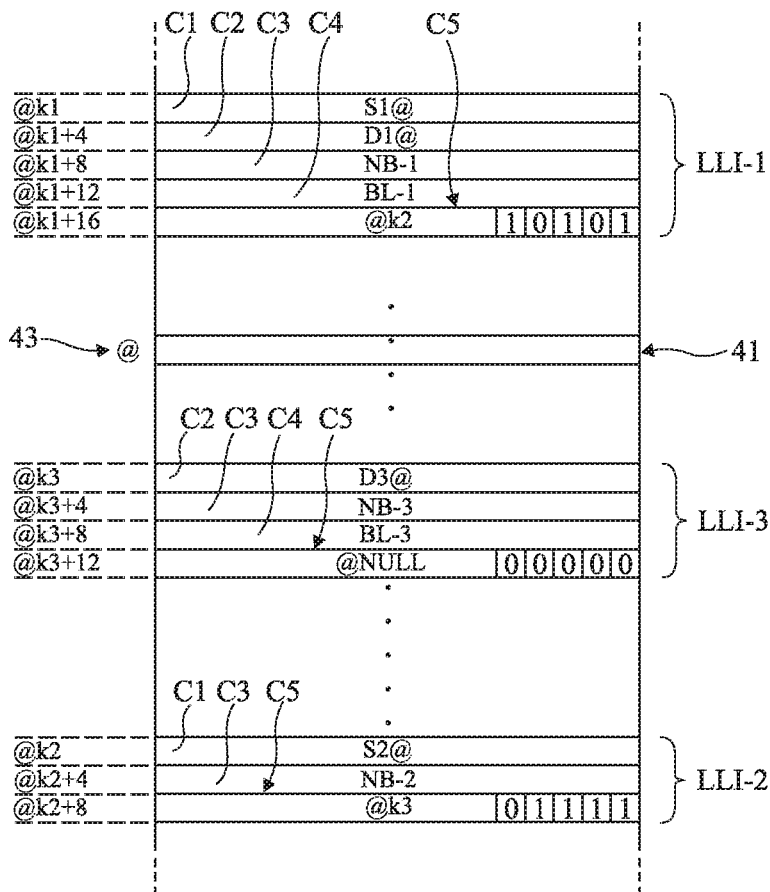 C1 C2 C3 C4 C5
@k1 S1@
@k1+4 D1@
@k1+8 NB-1
@k1+12 BL-1
@k1+16 @k2 1 0 1 0 1
LLI-1
43 @ 41
C2 C3 C4 C5
@k3 D3@
@k3+4 NB-3
@k3+8 BL-3
@k3+12 @NULL 0 0 0 0 0
LLI-3
C1 C3 C5
@k2 S2@
@k2+4 NB-2
@k2+8 @k3 0 1 1 1 1
LLI-2